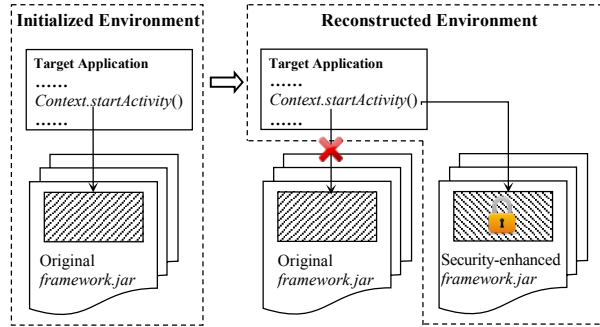 Initialized Environment
Target Application
......
Context.startActivity()
......
Original
framework.jar
Reconstructed Environment
Target Application
......
Context.startActivity()
......
Original
framework.jar
Security-enhanced
framework.jar